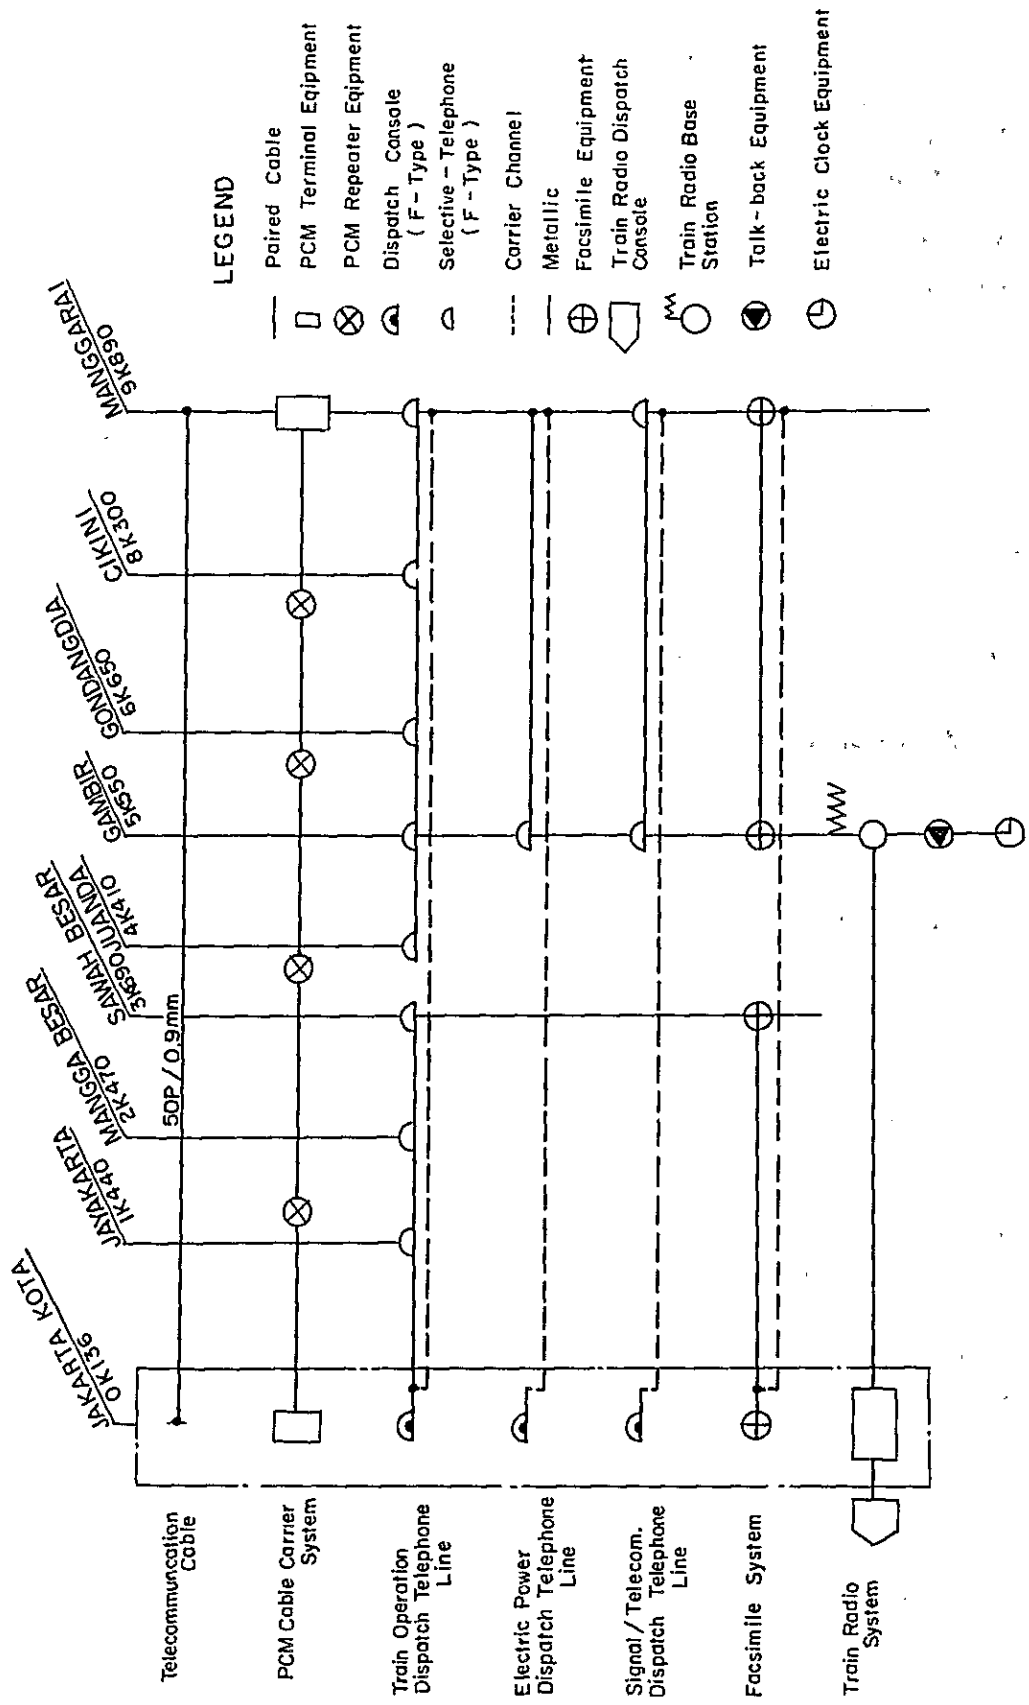 JAKARTA KOTA
0K136
JAYAKARTA
1K440
MANGGA BESAR
2K470
SAWAH BESAR
3K690
JUANDA
4K410
GAMBIR
5K550
GONDANGDIA
6K650
CIKINI
8K300
MANGGARAI
9K890
Telecommuncation
Cable
50P/0.9mm
PCM Cable Carrier
System
Train Operation
Dispatch Telephone
Line
Electric Power
Dispatch Telephone
Line
Signal/Telecom.
Dispatch Telephone
Line
Facsimile System
Train Radio
System
LEGEND
Paired Cable
PCM Terminal Eqipment
PCM Repeater Eqipment
Dispatch Console
(F-Type)
Selective-Telephone
(F-Type)
Carrier Channel
Metallic
Facsimile Equipment
Train Radio Dispatch
Console
Train Radio Base
Station
Talk-back Equipment
Electric Clock Equipment